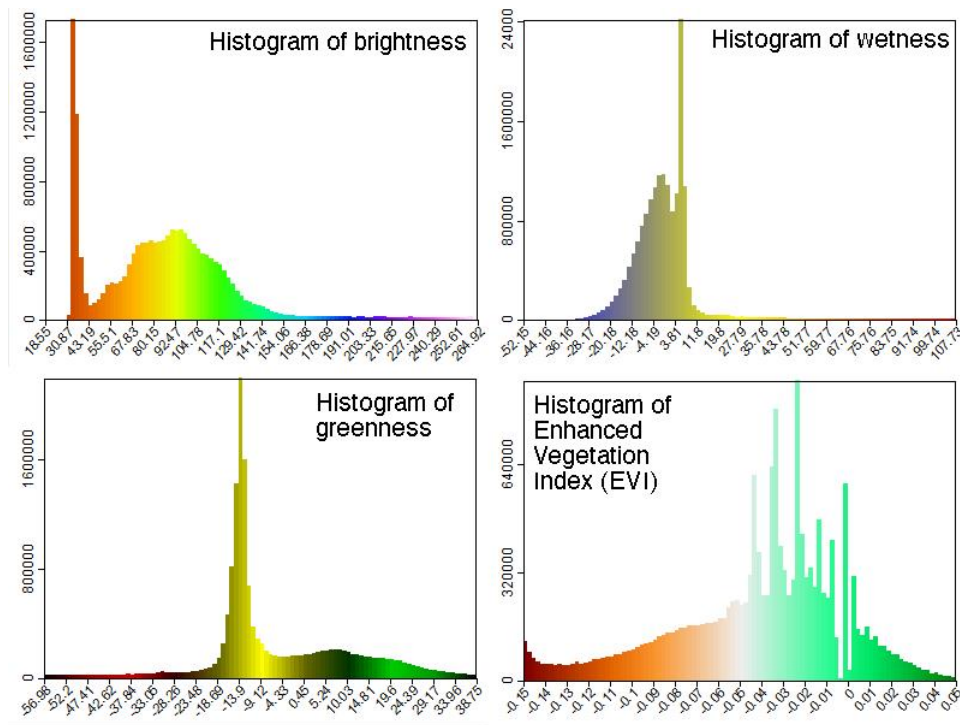 Histogram of brightness
1600000
1200000
800000
400000
0
18.55 30.87 43.19 55.51 67.83 80.15 92.47 104.78 117.1 129.42 141.74 154.06 166.38 178.69 191.01 203.33 215.65 227.97 240.29 252.61 264.92
Histogram of wetness
24000
1600000
800000
0
-52.15 -44.16 -36.16 -28.17 -20.18 -12.18 -4.19 3.81 11.8 19.8 27.79 35.78 43.78 51.77 59.77 67.76 75.76 83.75 91.74 99.74 107.73
Histogram of
greenness
1600000
800000
0
-56.98 -52.2 -47.41 -42.62 -37.84 -33.05 -28.26 -23.48 -18.69 -13.9 -9.12 -4.33 0.45 5.24 10.03 14.81 19.6 24.39 29.17 33.96 38.75
Histogram of
Enhanced
Vegetation
Index (EVI)
640000
320000
0
-0.15 -0.14 -0.13 -0.12 -0.11 -0.1 -0.09 -0.08 -0.07 -0.06 -0.05 -0.04 -0.03 -0.02 -0.01 0 0.01 0.02 0.03 0.04 0.05